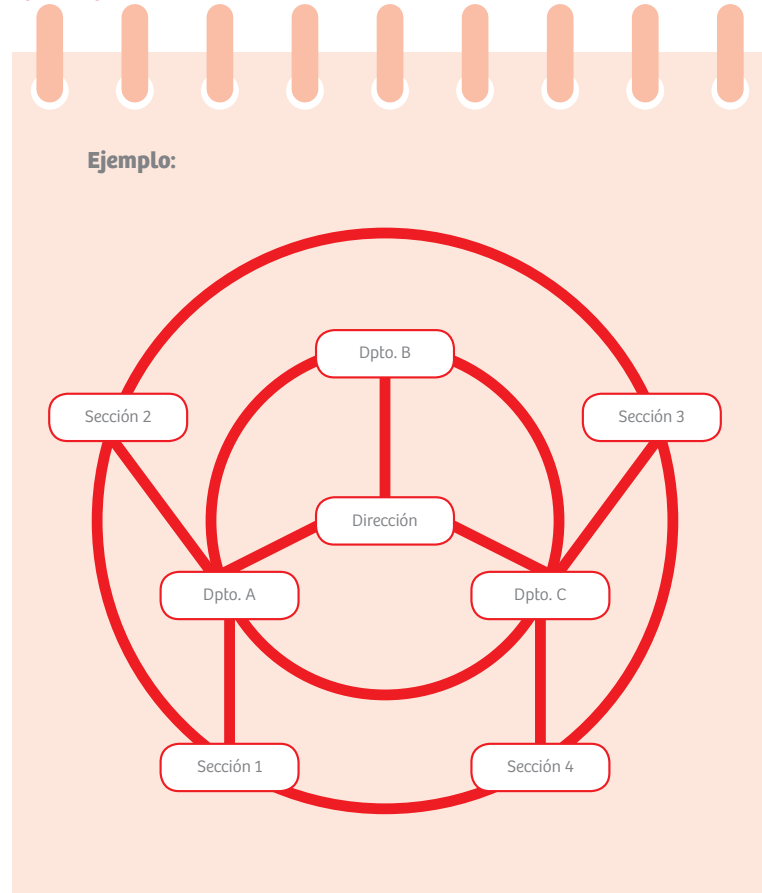 Ejemplo:
Dpto. B
Sección 2
Sección 3
Dirección
Dpto. A
Dpto. C
Sección 1
Sección 4